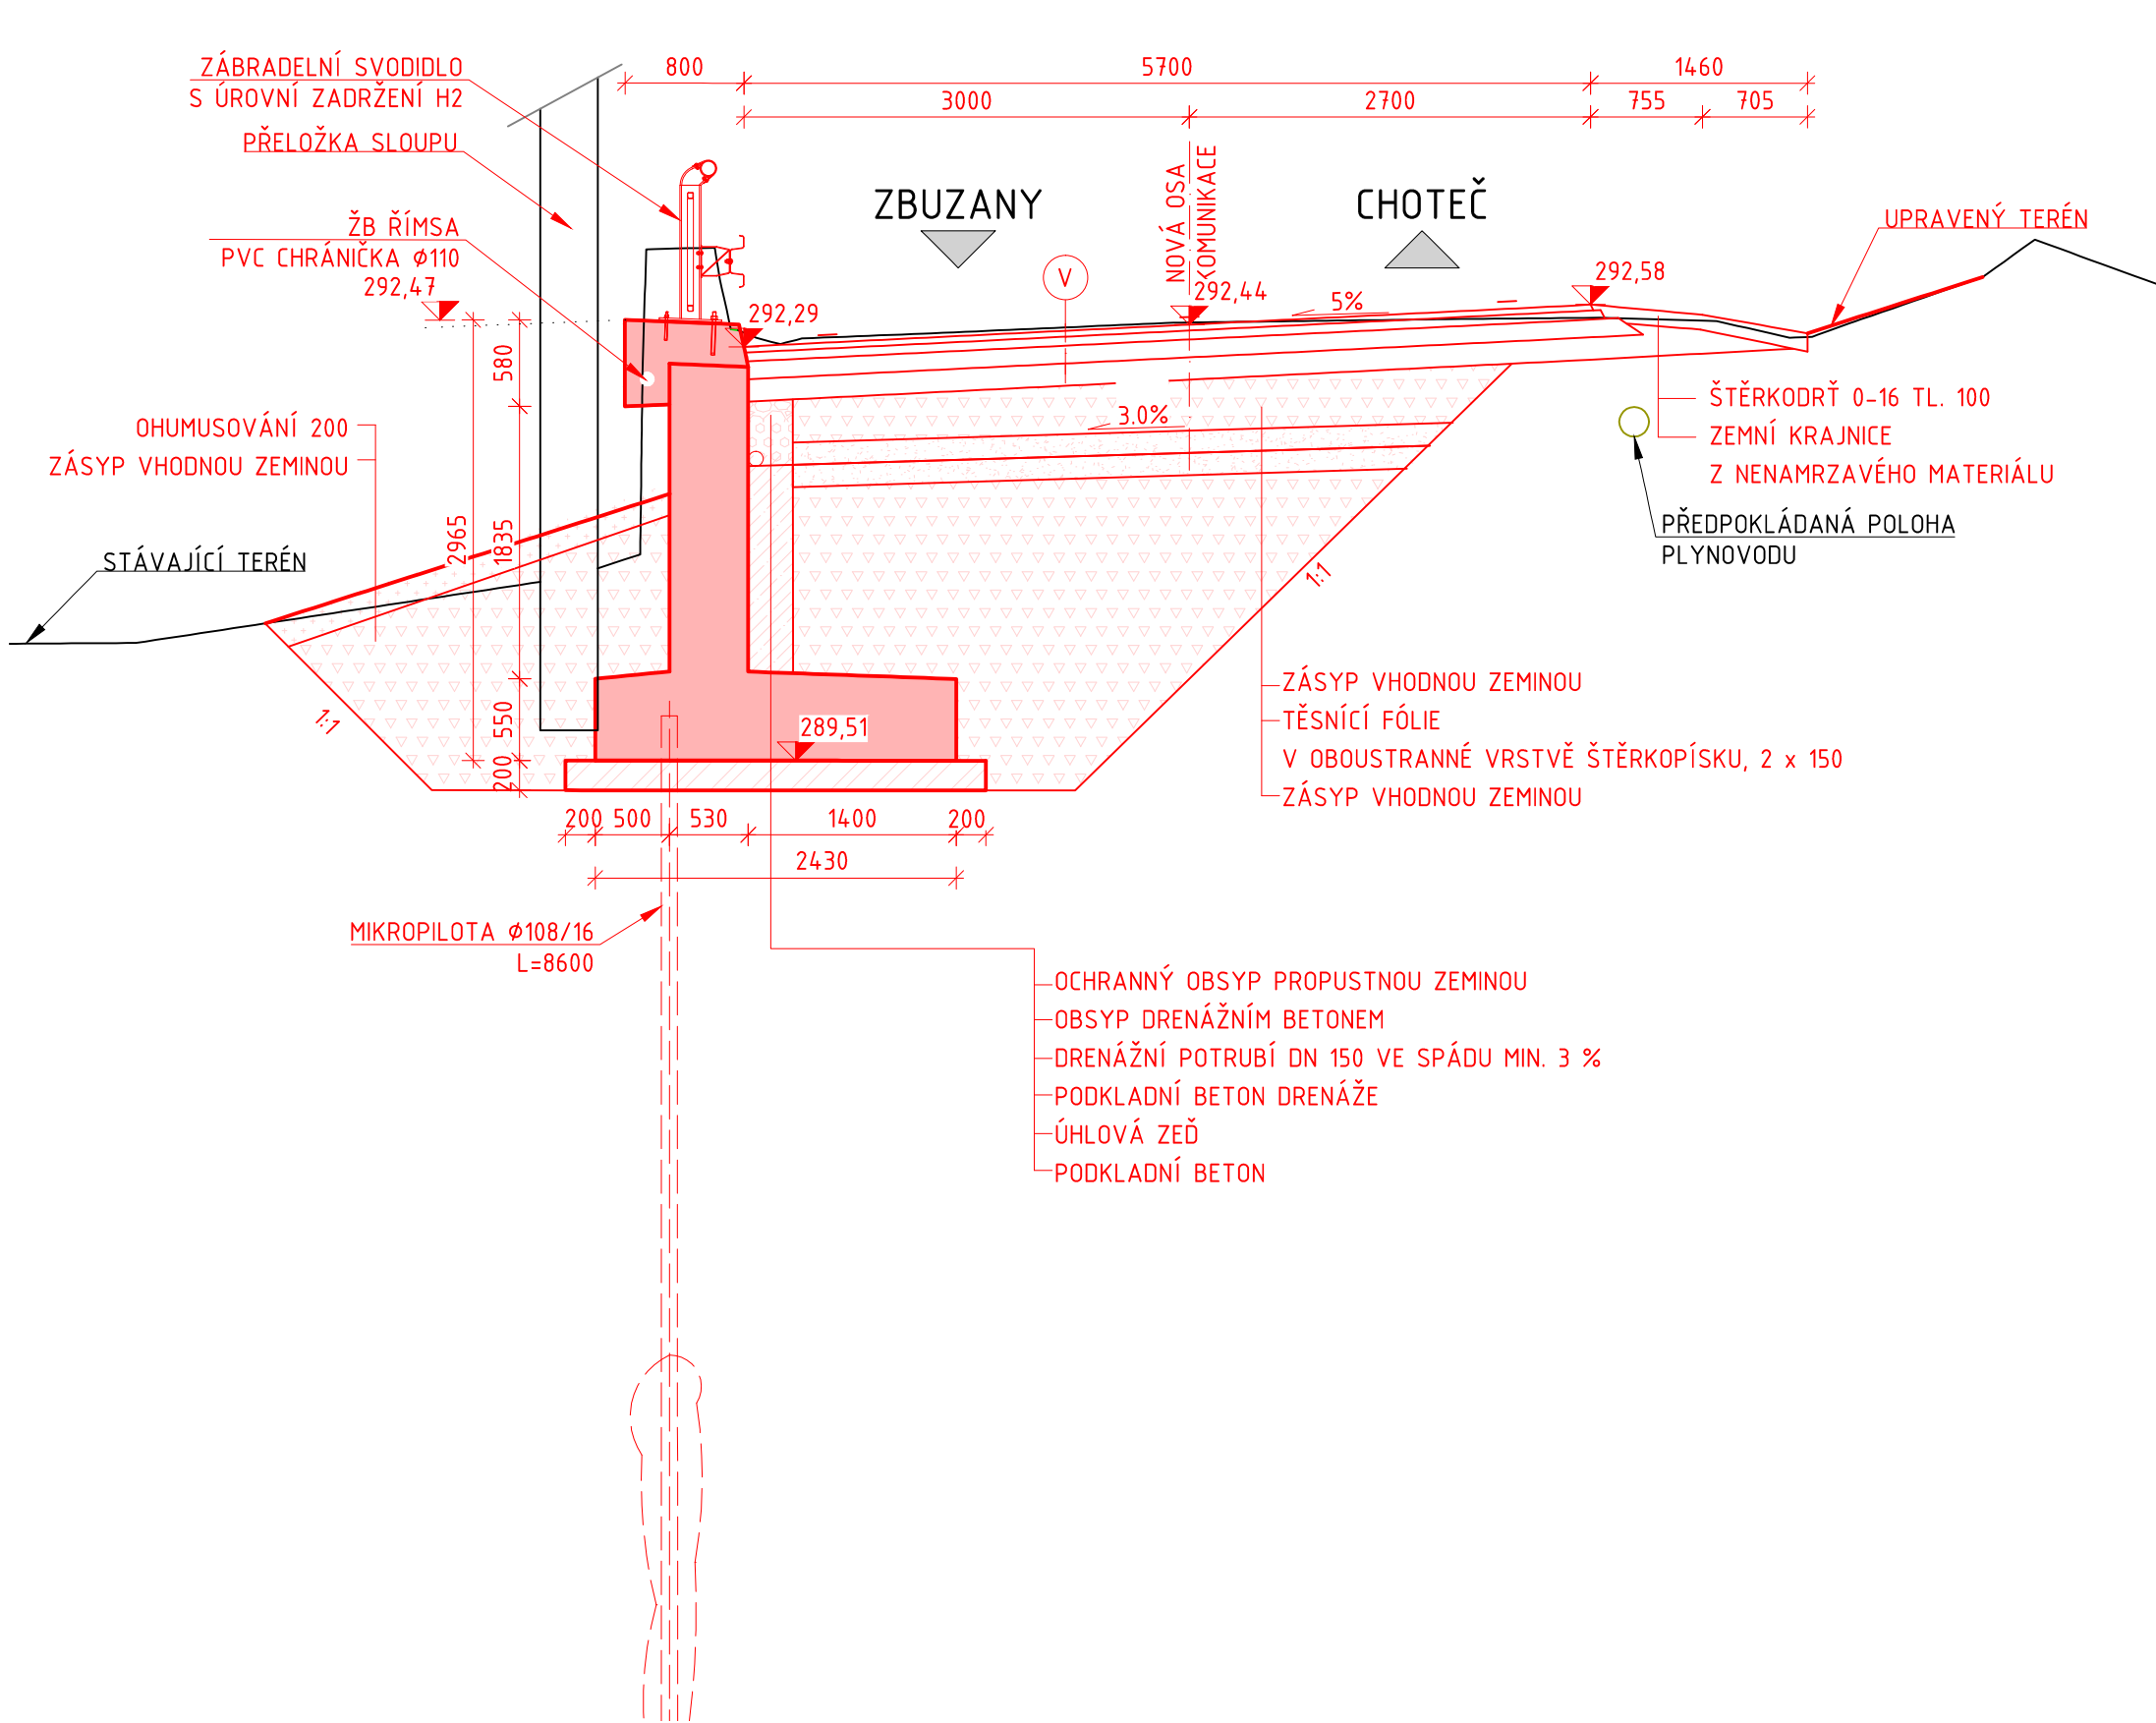 ZÁBRADELNÍ SVODIDLO
S ÚROVNÍ ZADRŽENÍ H2
800
5700
1460
3000
2700
755
705
PŘELOŽKA SLOUPU
ŽB ŘÍMSA
PVC CHRÁNIČKA ϕ110
292,47
ZBUZANY
NOVÁ OSA
KOMUNIKACE
CHOTEČ
UPRAVENÝ TERÉN
V
292,29
292,44
5%
292,58
580
OHUMUSOVÁNÍ 200
ZÁSYP VHODNOU ZEMINOU
3.0%
ŠTĚRKODRŤ 0-16 TL. 100
ZEMNÍ KRAJNICE
Z NENAMRZAVÉHO MATERIÁLU
PŘEDPOKLÁDANÁ POLOHA
PLYNOVODU
STÁVAJÍCÍ TERÉN
2965
1835
1:1
1:1
550
200
289,51
ZÁSYP VHODNOU ZEMINOU
TĚSNÍCÍ FÓLIE
V OBOUSTRANNÉ VRSTVĚ ŠTĚRKOPÍSKU, 2 x 150
ZÁSYP VHODNOU ZEMINOU
200
500
530
1400
200
2430
MIKROPILOTA ϕ108/16
L=8600
OCHRANNÝ OBSYP PROPUSTNOU ZEMINOU
OBSYP DRENÁŽNÍM BETONEM
DRENÁŽNÍ POTRUBÍ DN 150 VE SPÁDU MIN. 3 %
PODKLADNÍ BETON DRENÁŽE
ÚHLOVÁ ZEĎ
PODKLADNÍ BETON